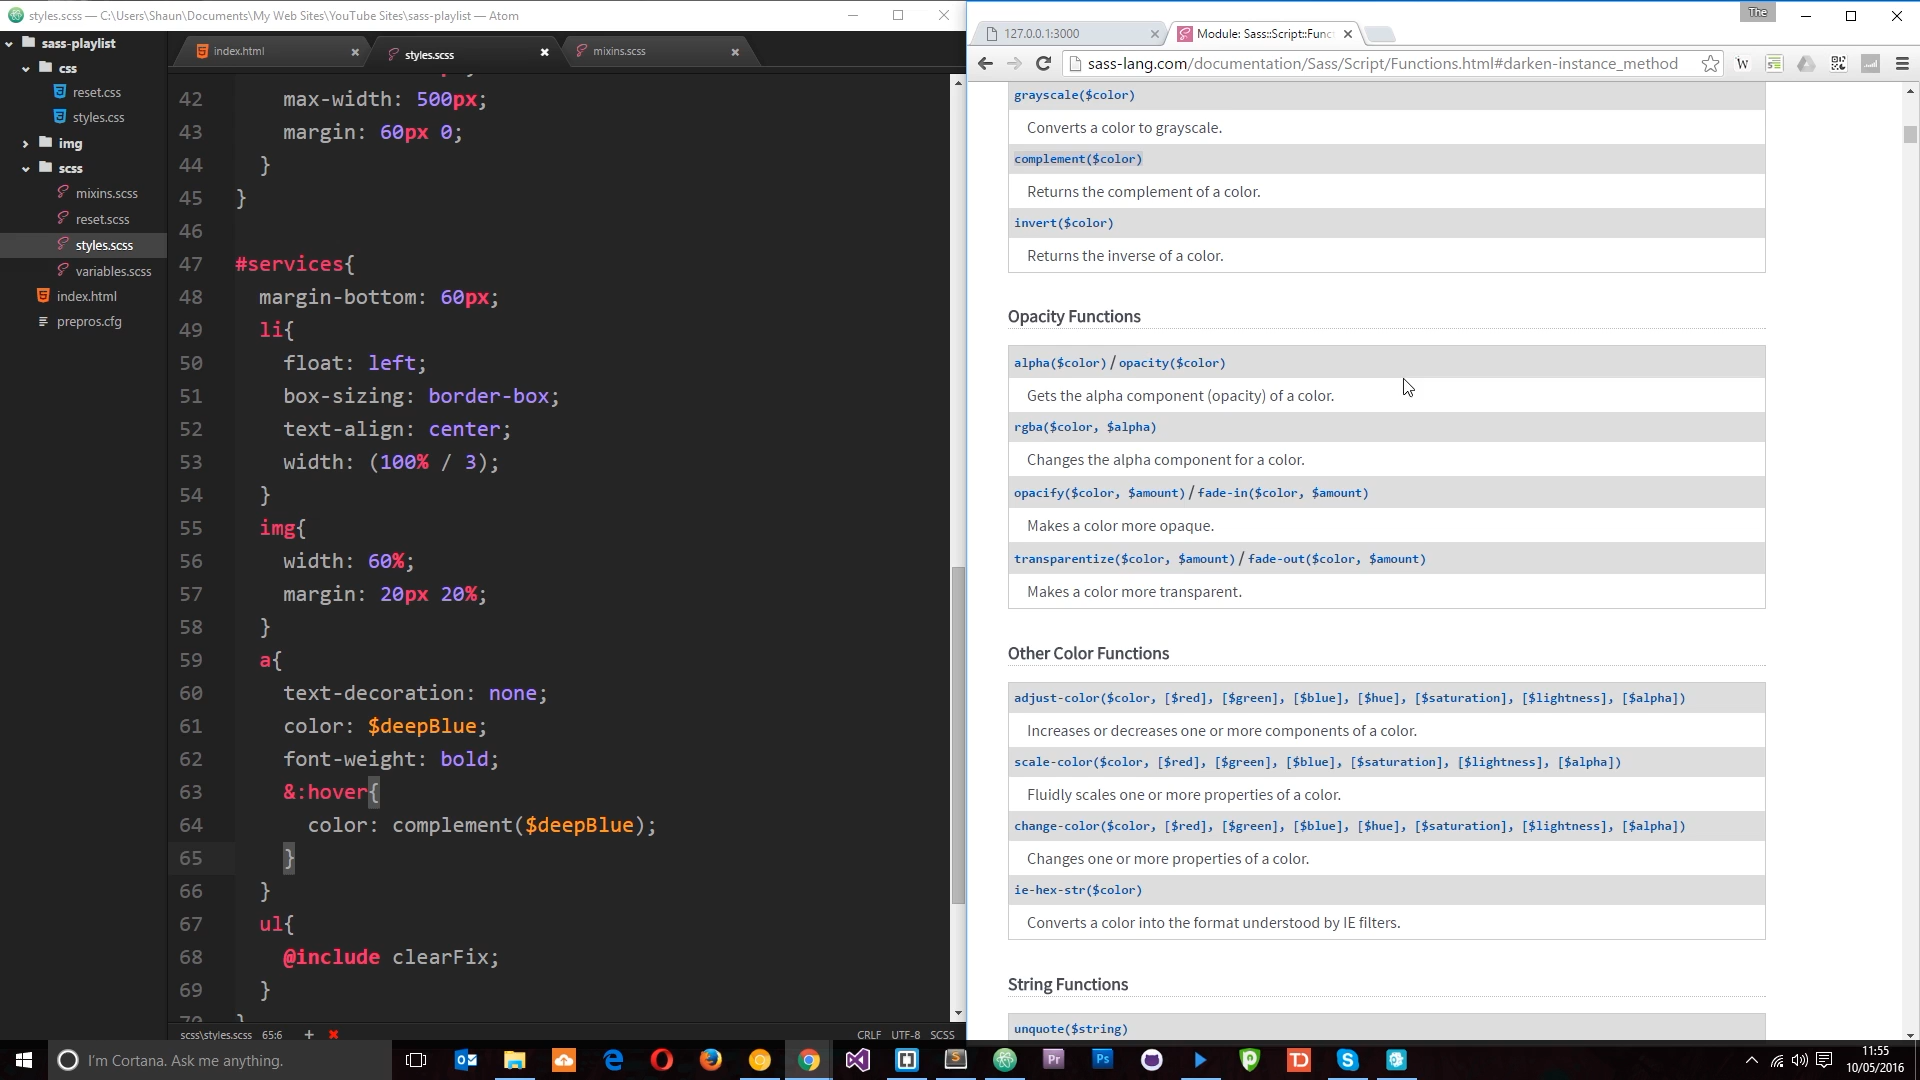 styles.scss — C:\Users\Shaun\Documents\My Web Sites\YouTube Sites\sass-playlist — Atom
sass-playlist
css
reset.css
styles.css
img
scss
mixins.scss
reset.scss
styles.scss
variables.scss
index.html
prepros.cfg
index.html
styles.scss
mixins.scss
42 max-width: 500px;
43 margin: 60px 0;
44 }
45 }
46
47 #services{
48 margin-bottom: 60px;
49 li{
50 float: left;
51 box-sizing: border-box;
52 text-align: center;
53 width: (100% / 3);
54 }
55 img{
56 width: 60%;
57 margin: 20px 20%;
58 }
59 a{
60 text-decoration: none;
61 color: $deepBlue;
62 font-weight: bold;
63 &:hover{
64 color: complement($deepBlue);
65 }
66 }
67 ul{
68 @include clearFix;
69 }
70 }
scss\styles.scss 65:6 + CRLF UTF-8 SCSS
The
127.0.0.1:3000
Module: Sass::Script::Func
sass-lang.com/documentation/Sass/Script/Functions.html#darken-instance_method
grayscale($color)
Converts a color to grayscale.
complement($color)
Returns the complement of a color.
invert($color)
Returns the inverse of a color.
Opacity Functions
alpha($color) / opacity($color)
Gets the alpha component (opacity) of a color.
rgba($color, $alpha)
Changes the alpha component for a color.
opacify($color, $amount) / fade-in($color, $amount)
Makes a color more opaque.
transparentize($color, $amount) / fade-out($color, $amount)
Makes a color more transparent.
Other Color Functions
adjust-color($color, [$red], [$green], [$blue], [$hue], [$saturation], [$lightness], [$alpha])
Increases or decreases one or more components of a color.
scale-color($color, [$red], [$green], [$blue], [$saturation], [$lightness], [$alpha])
Fluidly scales one or more properties of a color.
change-color($color, [$red], [$green], [$blue], [$hue], [$saturation], [$lightness], [$alpha])
Changes one or more properties of a color.
ie-hex-str($color)
Converts a color into the format understood by IE filters.
String Functions
unquote($string)
I'm Cortana. Ask me anything.
11:55
10/05/2016